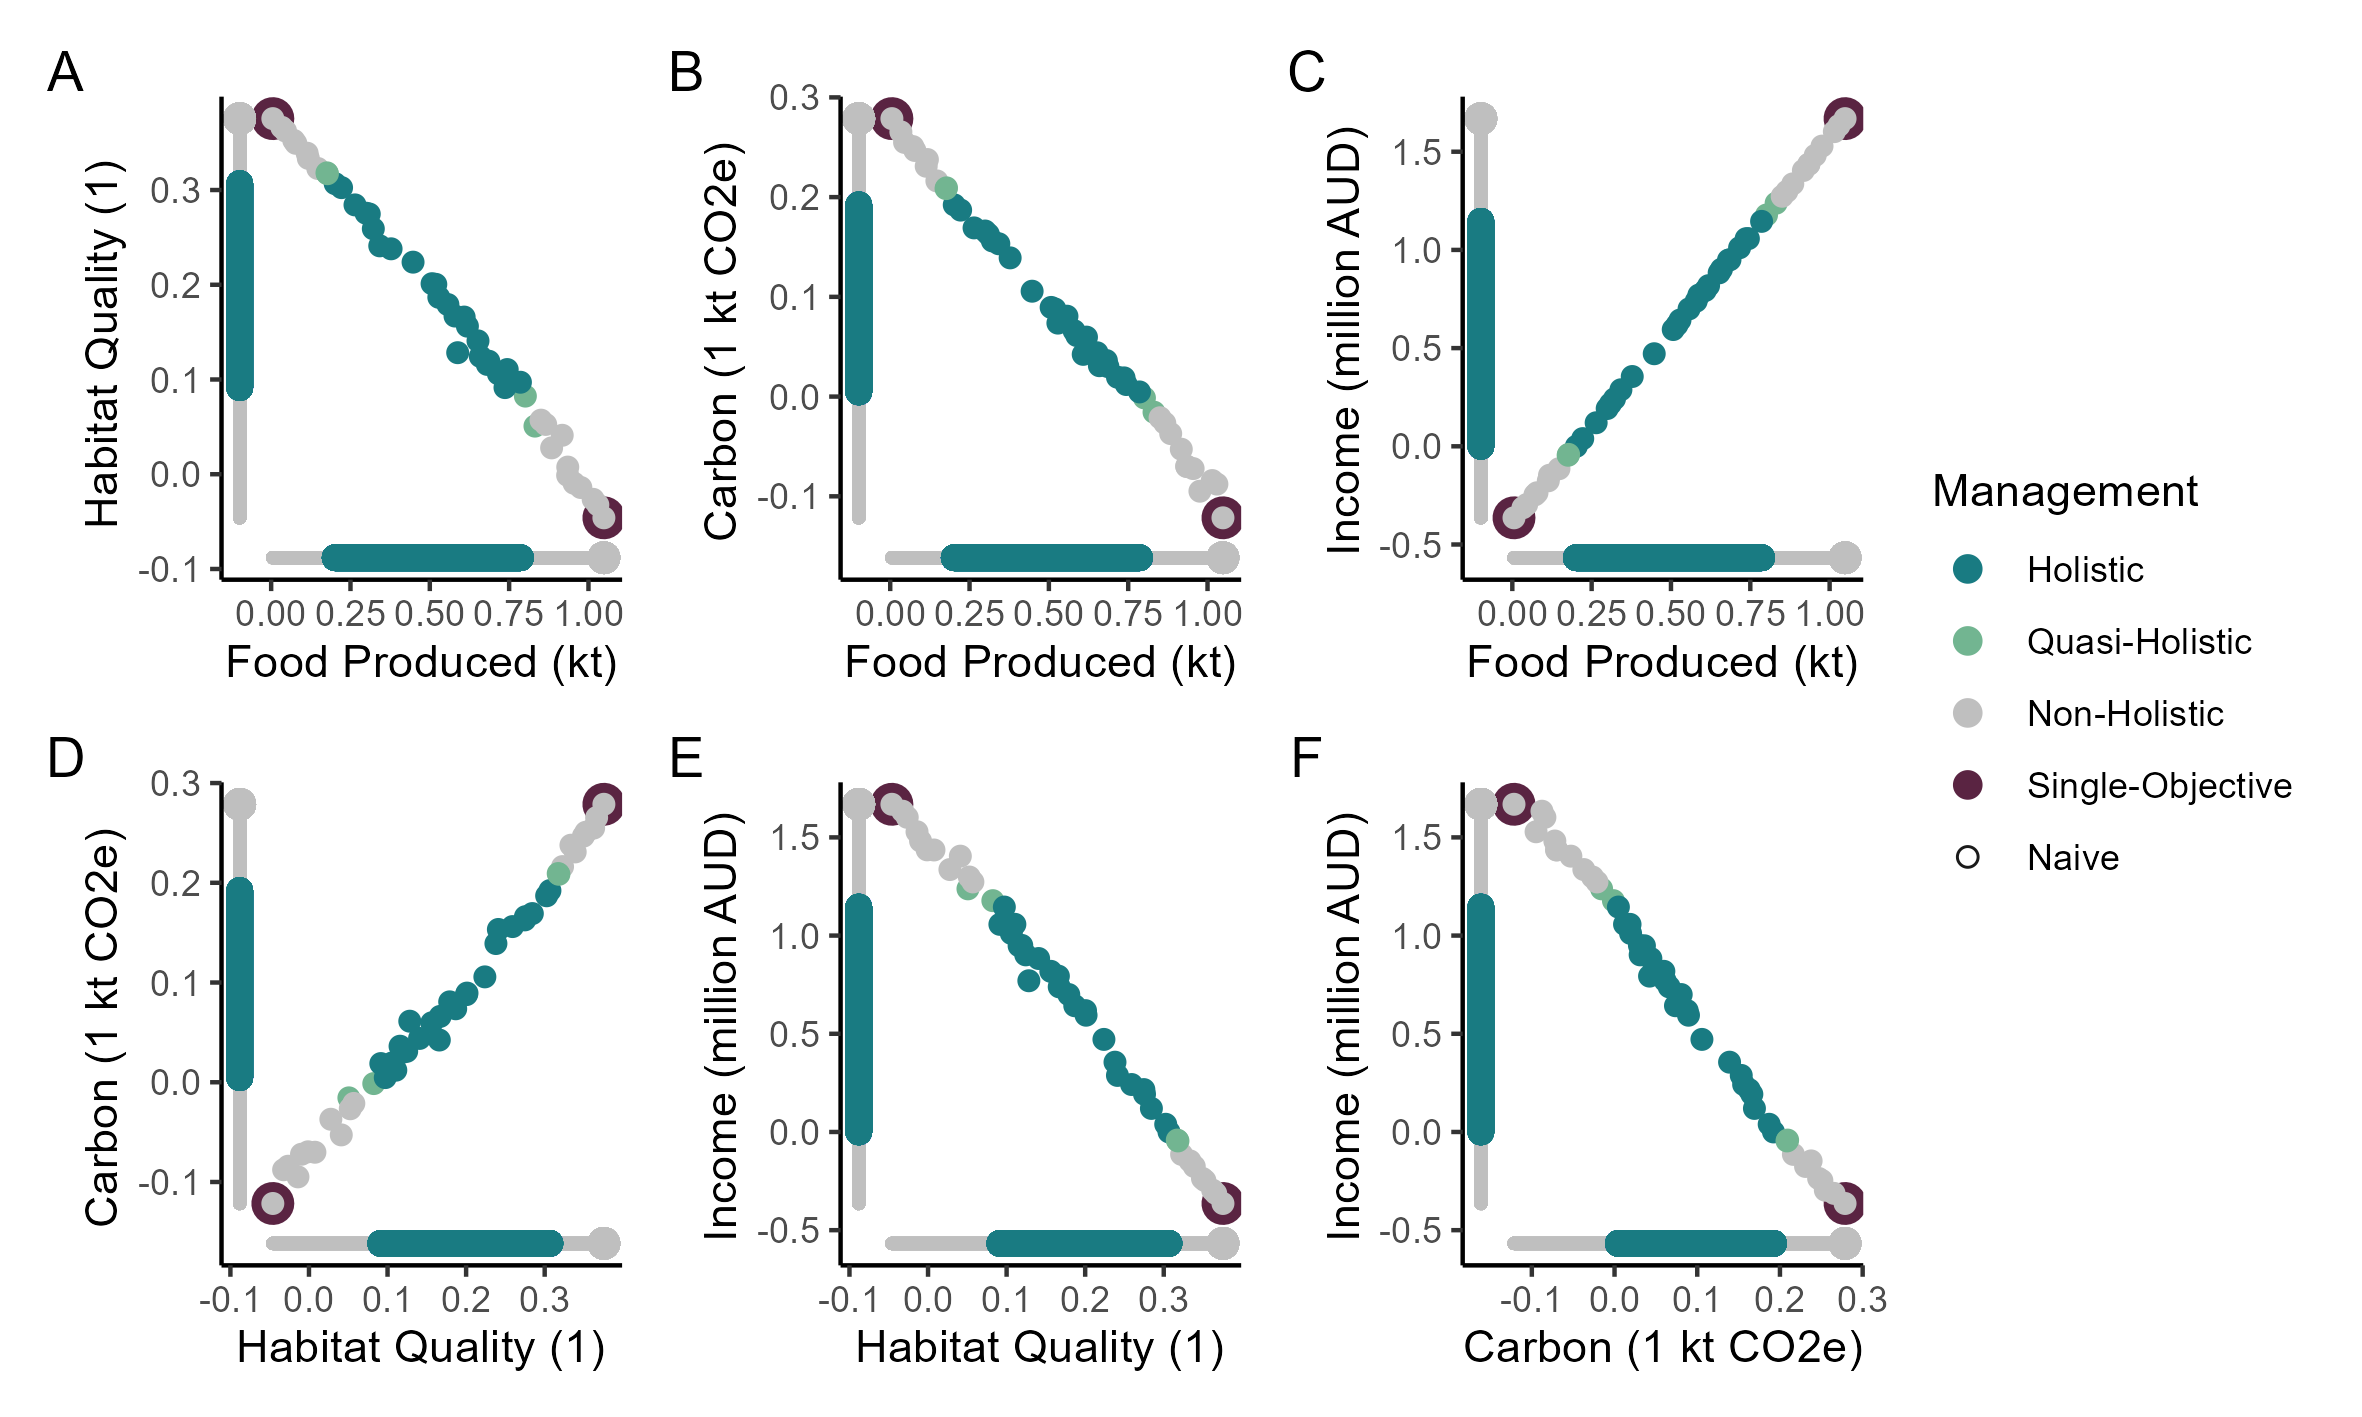 A
Habitat Quality (1)
0.3
0.2
0.1
0.0
-0.1
0.00 0.25 0.50 0.75 1.00
Food Produced (kt)
B
Carbon (1 kt CO2e)
0.3
0.2
0.1
0.0
-0.1
0.00 0.25 0.50 0.75 1.00
Food Produced (kt)
C
Income (million AUD)
1.5
1.0
0.5
0.0
-0.5
0.00 0.25 0.50 0.75 1.00
Food Produced (kt)
D
Carbon (1 kt CO2e)
0.3
0.2
0.1
0.0
-0.1
-0.1 0.0 0.1 0.2 0.3
Habitat Quality (1)
E
Income (million AUD)
1.5
1.0
0.5
0.0
-0.5
-0.1 0.0 0.1 0.2 0.3
Habitat Quality (1)
F
Income (million AUD)
1.5
1.0
0.5
0.0
-0.5
-0.1 0.0 0.1 0.2 0.3
Carbon (1 kt CO2e)
Management
Holistic
Quasi-Holistic
Non-Holistic
Single-Objective
Naive